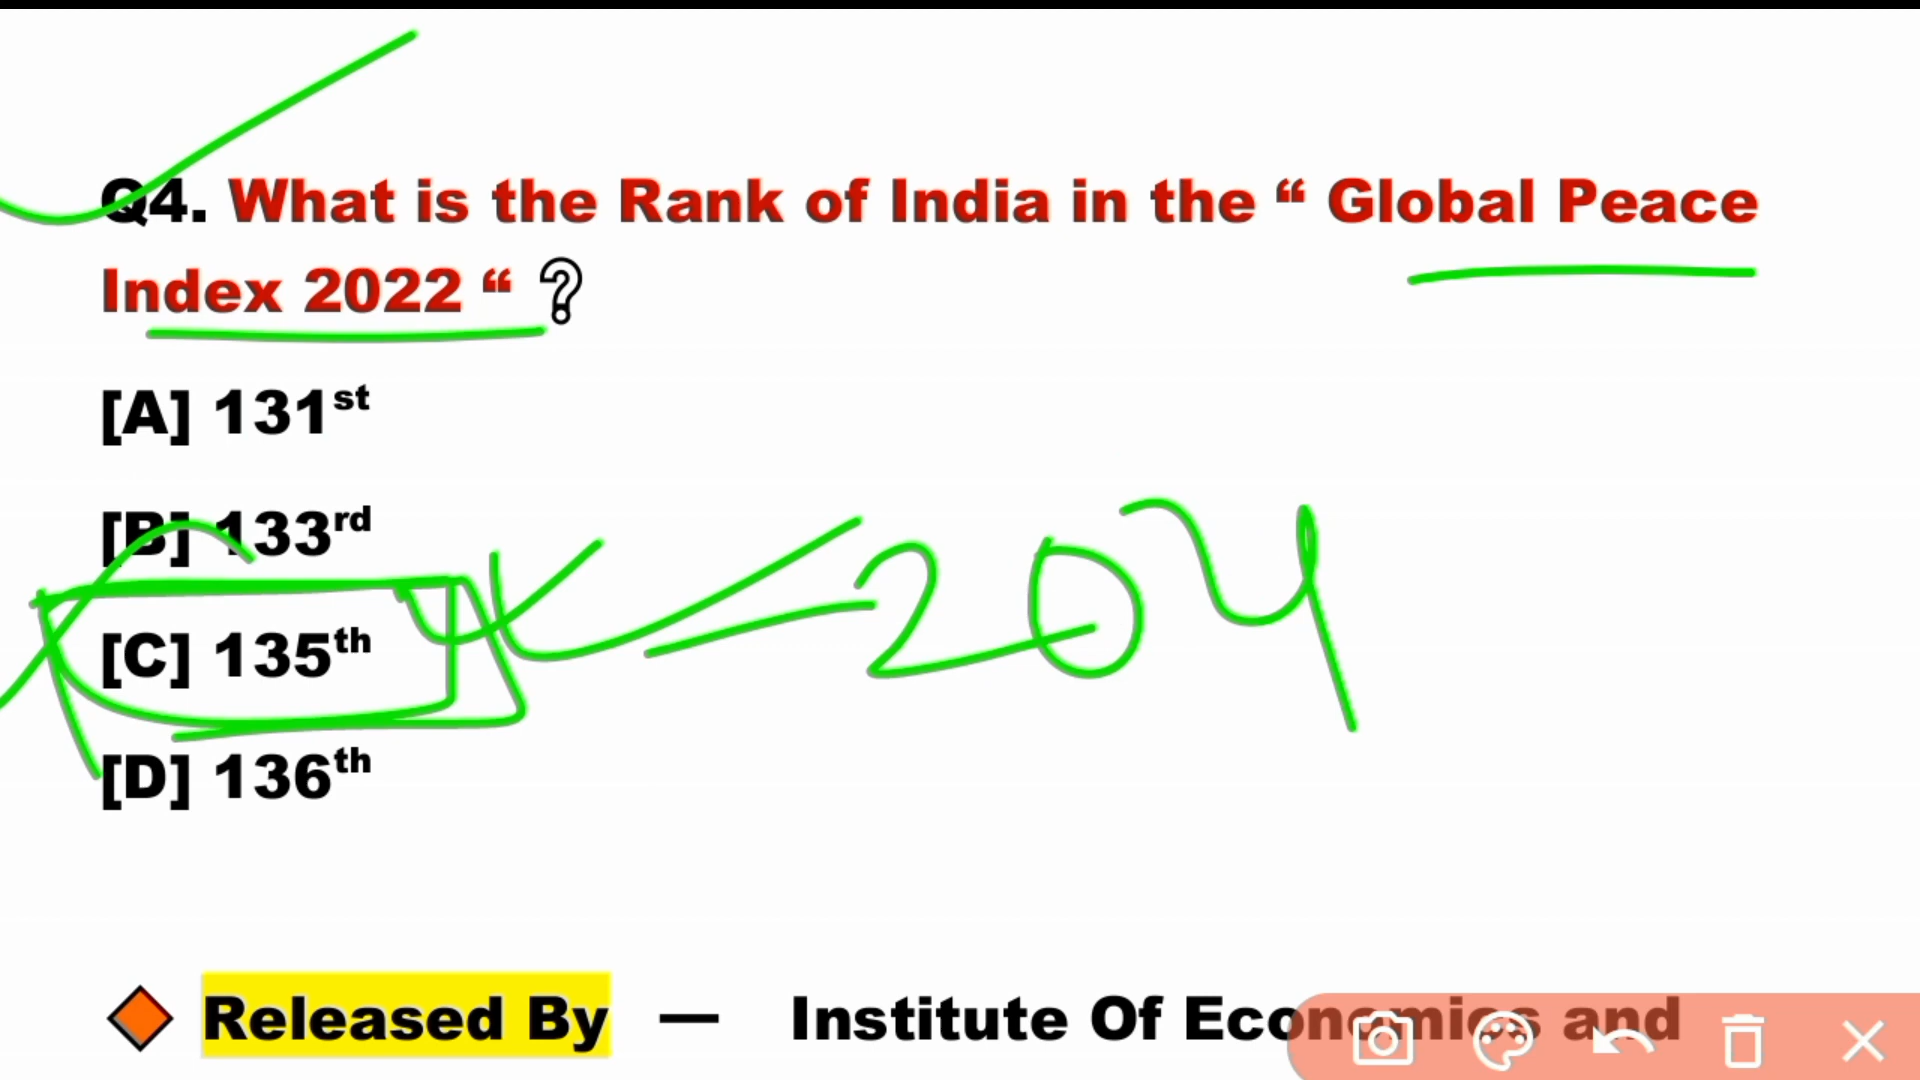 Q4. What is the Rank of India in the “ Global Peace
Index 2022 “ ?
[A] 131st
[B] 133rd
[C] 135th
204
[D] 136th
Released By — Institute Of Economics and